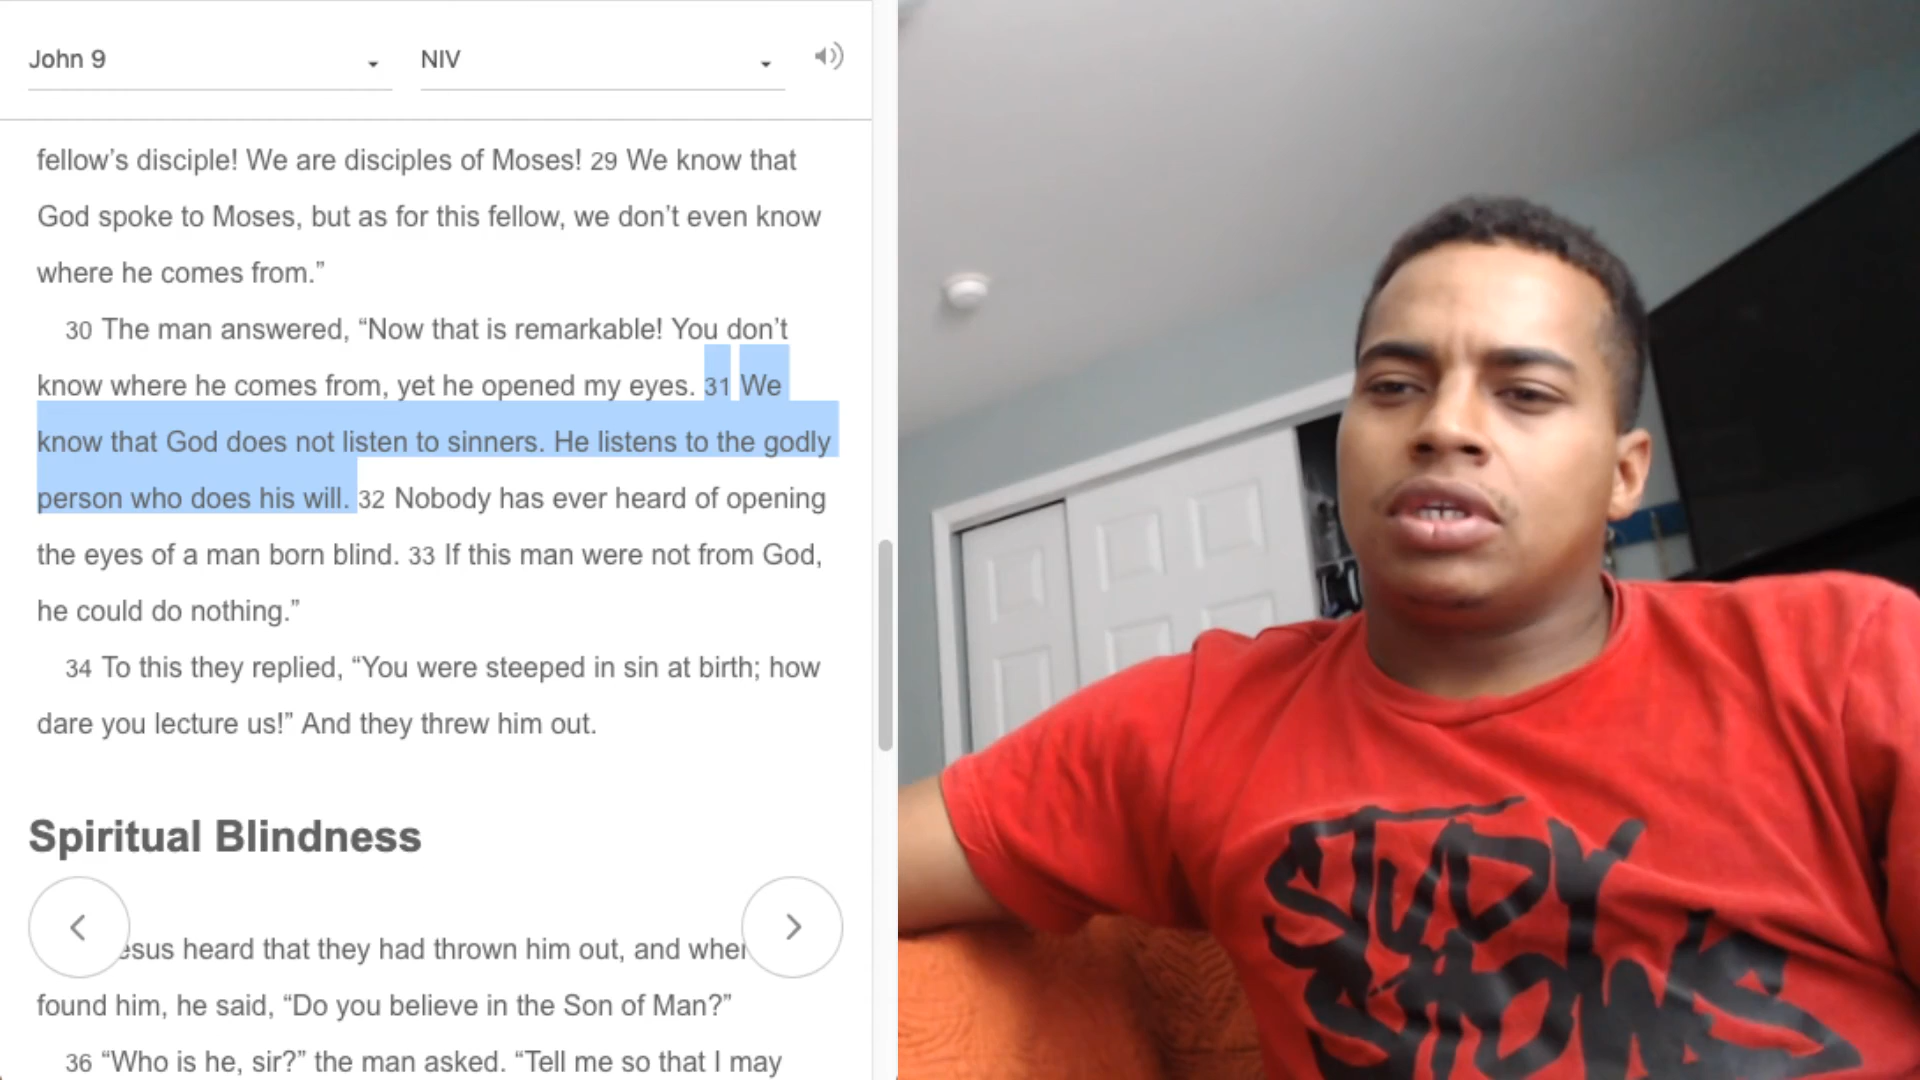 John 9
NIV
fellow’s disciple! We are disciples of Moses! 29 We know that
God spoke to Moses, but as for this fellow, we don’t even know
where he comes from.”
30 The man answered, “Now that is remarkable! You don’t
know where he comes from, yet he opened my eyes. 31 We
know that God does not listen to sinners. He listens to the godly
person who does his will. 32 Nobody has ever heard of opening
the eyes of a man born blind. 33 If this man were not from God,
he could do nothing.”
34 To this they replied, “You were steeped in sin at birth; how
dare you lecture us!” And they threw him out.
Spiritual Blindness
esus heard that they had thrown him out, and when
found him, he said, “Do you believe in the Son of Man?”
36 “Who is he, sir?” the man asked. “Tell me so that I may
STUDY